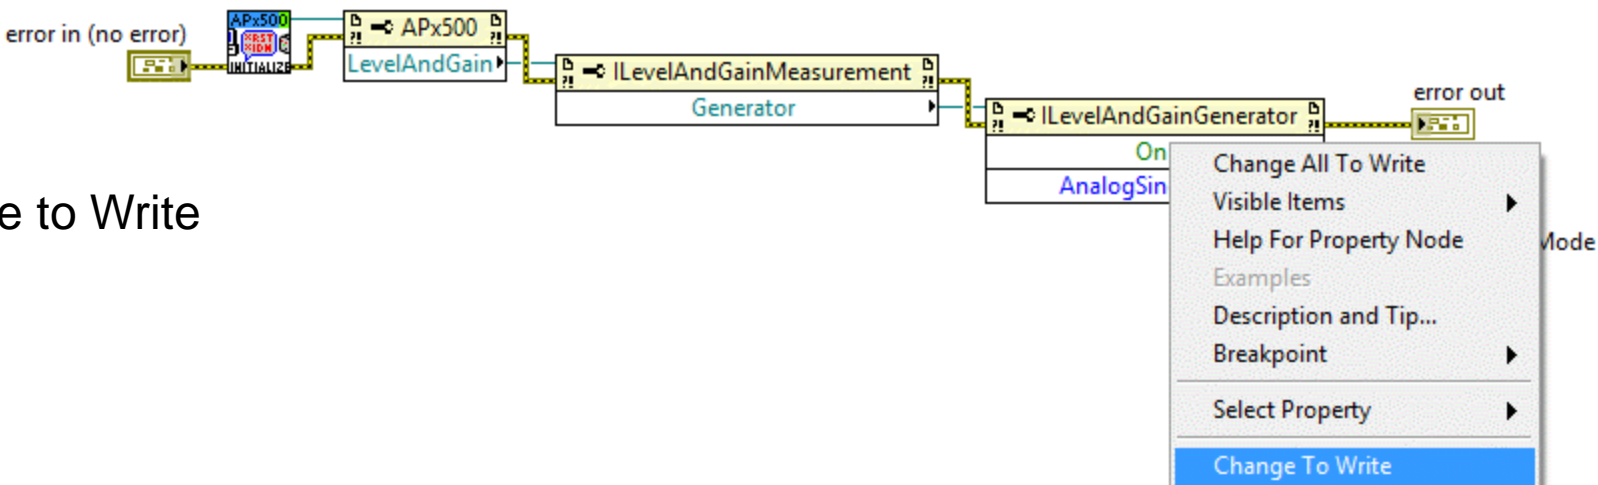 error in (no error)
APx500
*RST
*IDN
INITIALIZE
APx500
LevelAndGain
ILevelAndGainMeasurement
Generator
ILevelAndGainGenerator
On
AnalogSin
error out
e to Write
Change All To Write
Visible Items
Help For Property Node
Examples
Description and Tip...
Breakpoint
Select Property
Change To Write
Mode